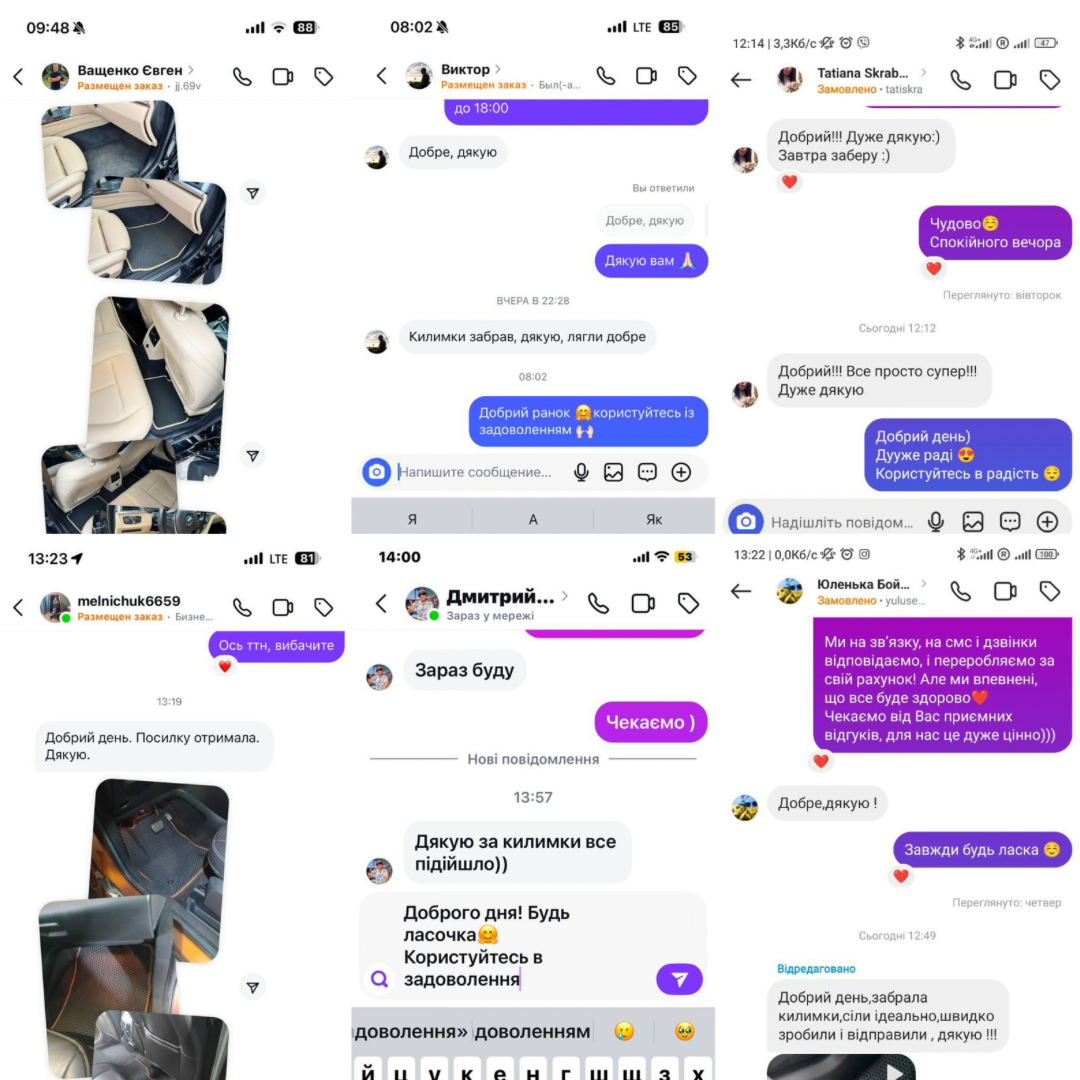 09:48
88
Ващенко Євген
Размещен заказ · jj.69v
08:02
LTE 85
Виктор
Размещен заказ · Был(-а...
до 18:00
Добре, дякую
Вы ответили
Добре, дякую
Дякую вам 🙏🏻
ВЧЕРА В 22:28
Килимки забрав, дякую, лягли добре
08:02
Добрий ранок 🤗користуйтесь із
задоволенням 🙌🏻
Напишите сообщение...
Я
А
Як
12:14 | 3,3Кб/с
4G+
47
Tatiana Skrab...
Замовлено • tatiskra
Добрий!!! Дуже дякую:)
Завтра заберу :)
❤️
Чудово☺️
Спокійного вечора
❤️
Переглянуто: вівторок
Сьогодні 12:12
Добрий!!! Все просто супер!!!
Дуже дякую
Добрий день)
Дууже раді 😍
Користуйтесь в радість 😌
Надішліть повідом...
13:23
LTE 81
melnichuk6659
Размещен заказ · Бизне...
Ось ттн, вибачите
❤️
13:19
Добрий день. Посилку отримала.
Дякую.
14:00
53
Дмитрий...
Зараз у мережі
Зараз буду
Чекаємо )
Нові повідомлення
13:57
Дякую за килимки все
підійшло))
Доброго дня! Будь
ласочка🤗
Користуйтесь в
задоволення
доволення» доволенням 🥲 🥹
й ц у к е н г ш щ з х
13:22 | 0,0Кб/с
4G+
100
Юленька Бой...
Замовлено • yuluse...
Ми на зв’язку, на смс і дзвінки
відповідаємо, і переробляємо за
свій рахунок! Але ми впевнені,
що все буде здорово❤️
Чекаємо від Вас приємних
відгуків, для нас це дуже цінно)))
❤️
Добре,дякую !
Завжди будь ласка ☺️
❤️
Переглянуто: четвер
Сьогодні 12:49
Відредаговано
Добрий день,забрала
килимки,сіли ідеально,швидко
зробили і відправили , дякую !!!